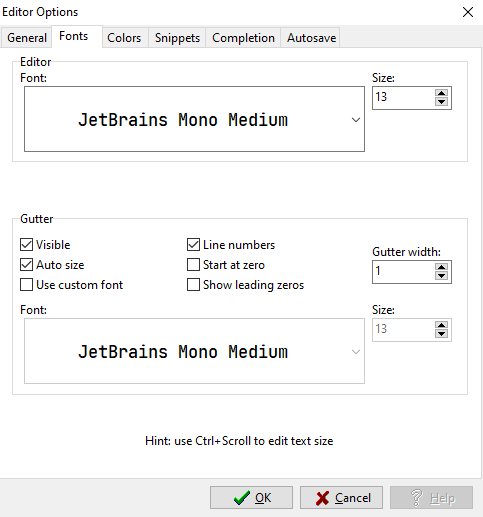 Editor Options
General Fonts Colors Snippets Completion Autosave
Editor
Font: Size:
JetBrains Mono Medium 13
Gutter
Visible Line numbers
Gutter width:
Auto size Start at zero 1
Use custom font Show leading zeros
Font: Size:
JetBrains Mono Medium 13
Hint: use Ctrl+Scroll to edit text size
OK Cancel Help